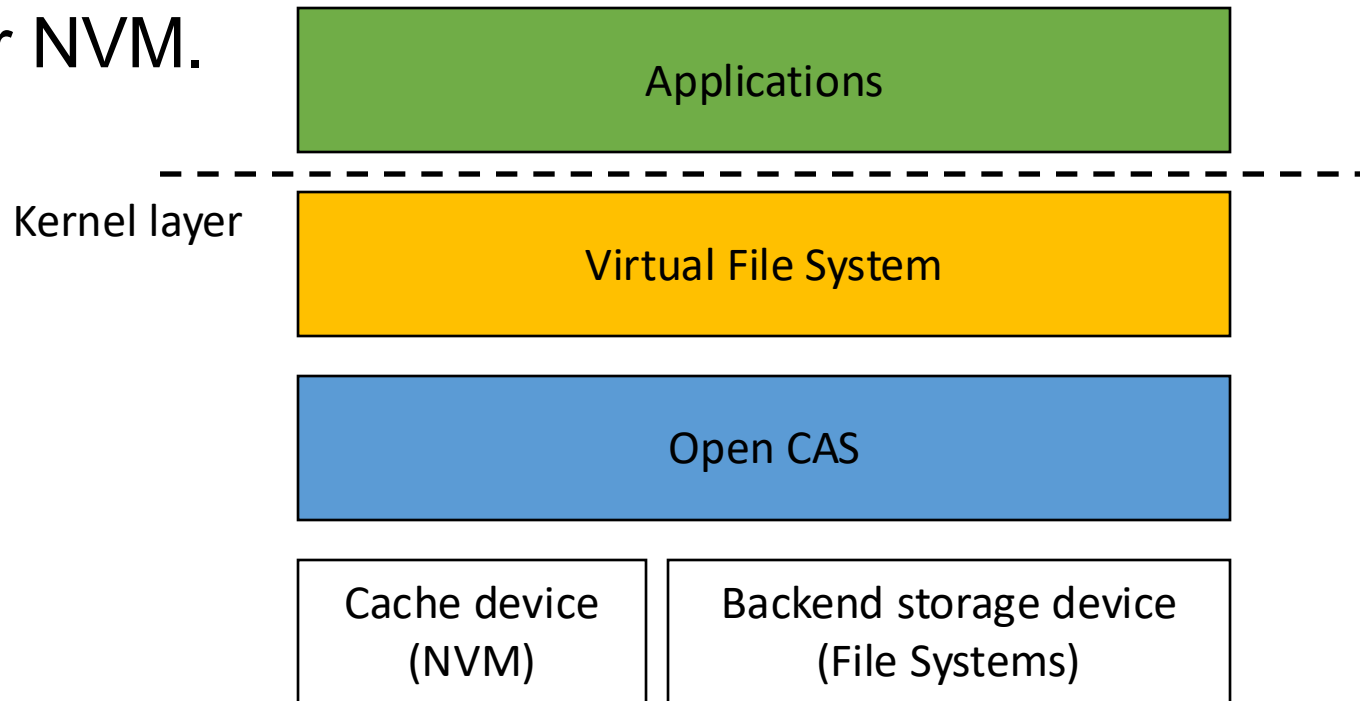 r NVM.
Applications
Kernel layer
Virtual File System
Open CAS
Cache device
(NVM)
Backend storage device
(File Systems)